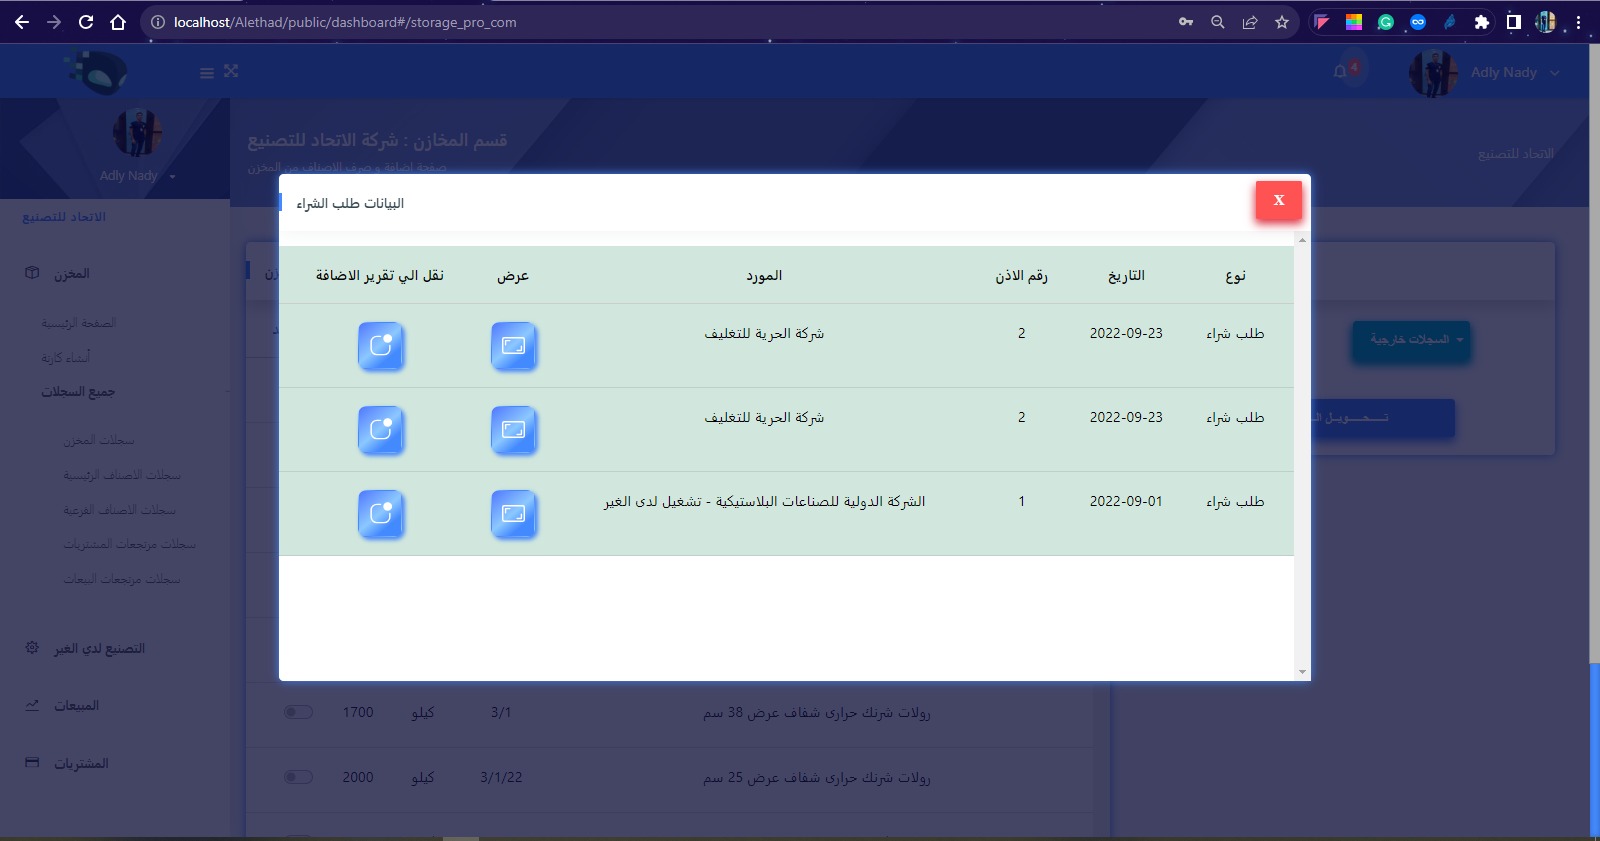 localhost/Alethad/public/dashboard#/storage_pro_com
4
Adly Nady
Adly Nady
قسم المخازن : شركة الاتحاد للتصنيع
صفحة اضافة و صرف الاصناف من المخزن
الاتحاد للتصنيع
الاتحاد للتصنيع
المخزن
الصفحة الرئيسية
أنشاء كارتة
جميع السجلات
سجلات المخزن
سجلات الاصناف الرئيسية
سجلات الاصناف الفرعية
سجلات مرتجعات المشتريات
سجلات مرتجعات البيعات
التصنيع لدي الغير
المبيعات
المشتريات
البيانات طلب الشراء
X
نوع التاريخ رقم الاذن المورد عرض نقل الي تقرير الاضافة
طلب شراء 2022-09-23 2 شركة الحرية للتغليف
طلب شراء 2022-09-23 2 شركة الحرية للتغليف
طلب شراء 2022-09-01 1 الشركة الدولية للصناعات البلاستيكية - تشغيل لدى الغير
السجلات خارجية
رولات شرنك حرارى شفاف عرض 38 سم 3/1 كيلو 1700
رولات شرنك حرارى شفاف عرض 25 سم 3/1/22 كيلو 2000